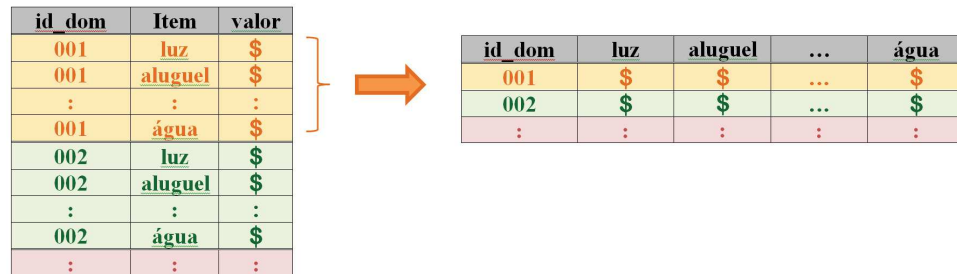 id_dom Item valor
001 luz $
001 aluguel $
: : :
001 água $
002 luz $
002 aluguel $
: : :
002 água $
: : :
id_dom luz aluguel ... água
001 $ $ ... $
002 $ $ ... $
: : : : :